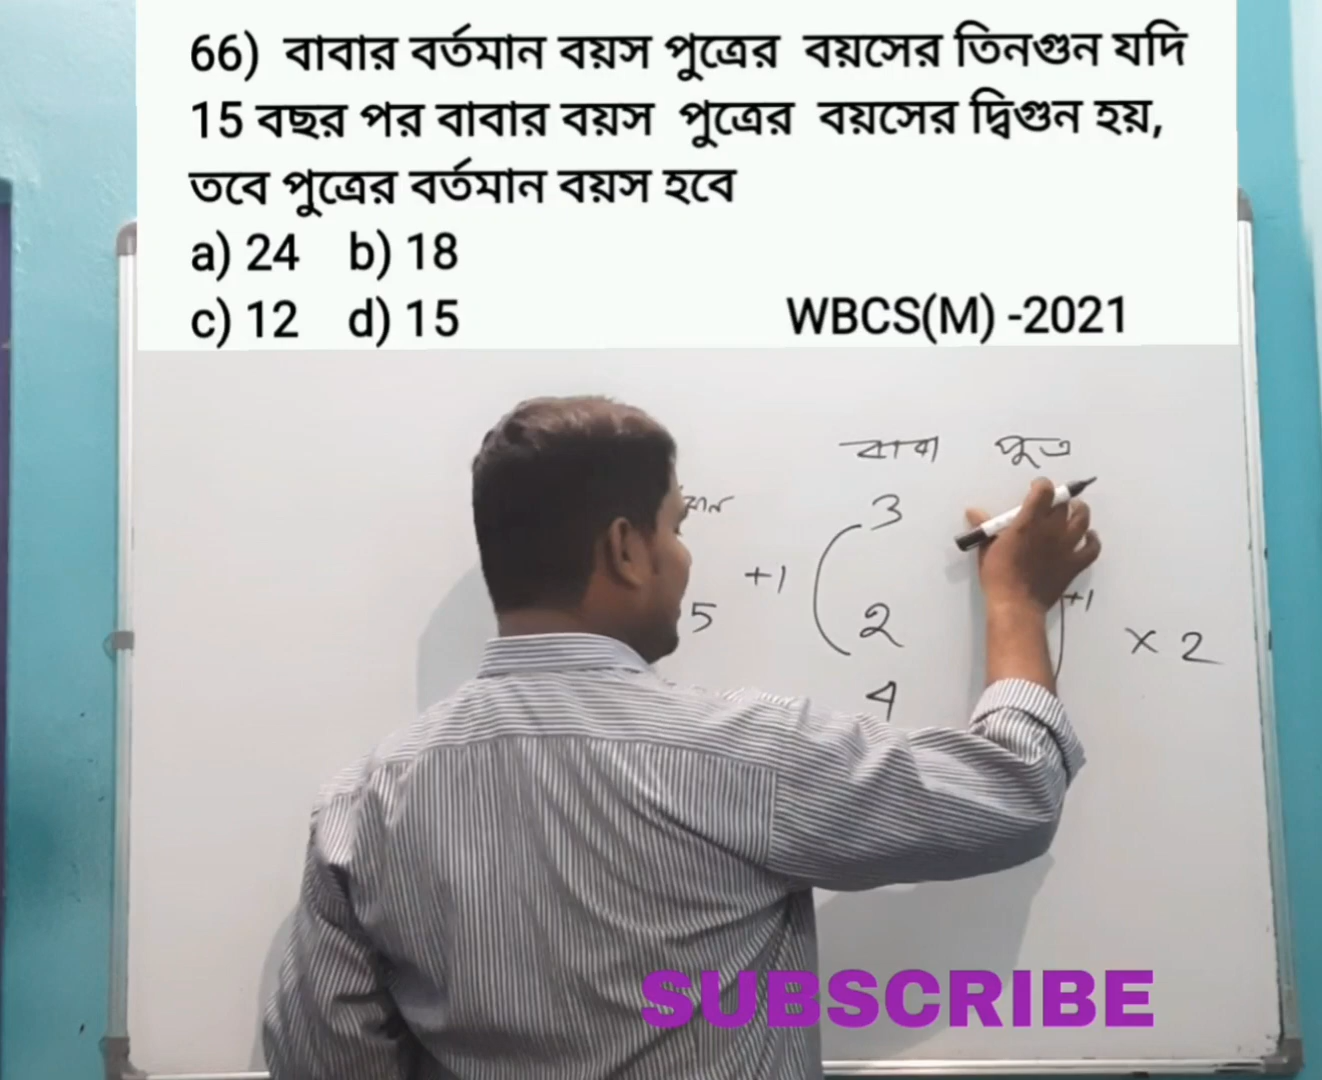 66) বাবার বর্তমান বয়স পুত্রের বয়সের তিনগুন যদি
15 বছর পর বাবার বয়স পুত্রের বয়সের দ্বিগুন হয়,
তবে পুত্রের বর্তমান বয়স হবে
a) 24 b) 18
c) 12 d) 15 WBCS(M) -2021
বাবা পুত্র
3
+1 +1
5 2 × 2
4
SUBSCRIBE